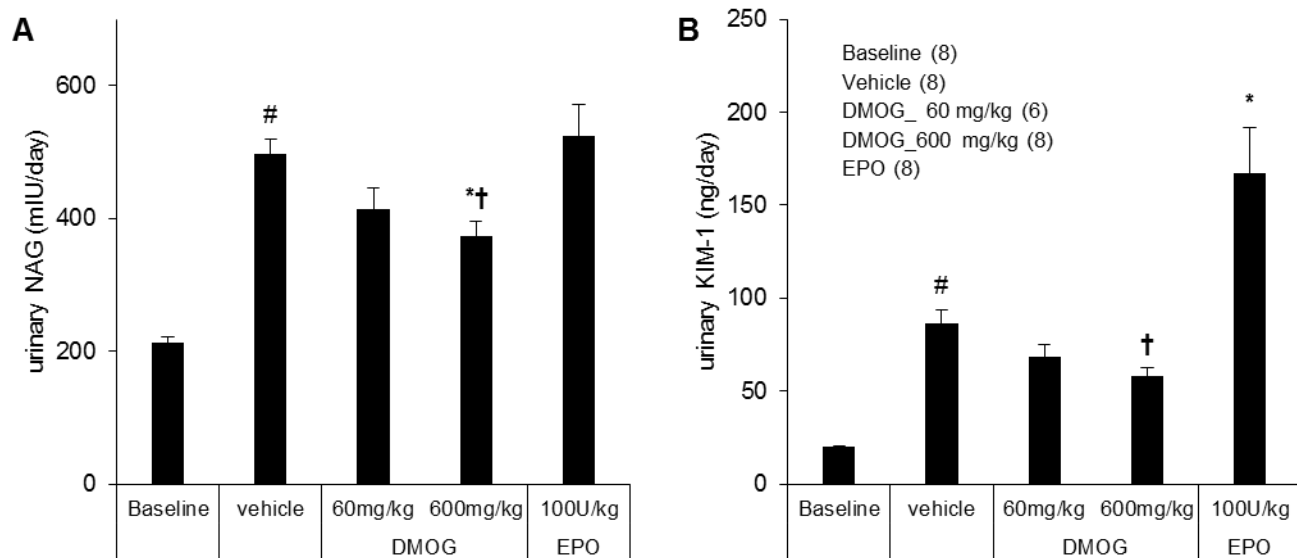 A
urinary NAG (mIU/day)
600
400
200
0
#
*†
Baseline
vehicle
60mg/kg
600mg/kg
100U/kg
DMOG
EPO
B
urinary KIM-1 (ng/day)
250
200
150
100
50
0
Baseline (8)
Vehicle (8)
DMOG_ 60 mg/kg (6)
DMOG_600 mg/kg (8)
EPO (8)
#
†
*
Baseline
vehicle
60mg/kg
600mg/kg
100U/kg
DMOG
EPO